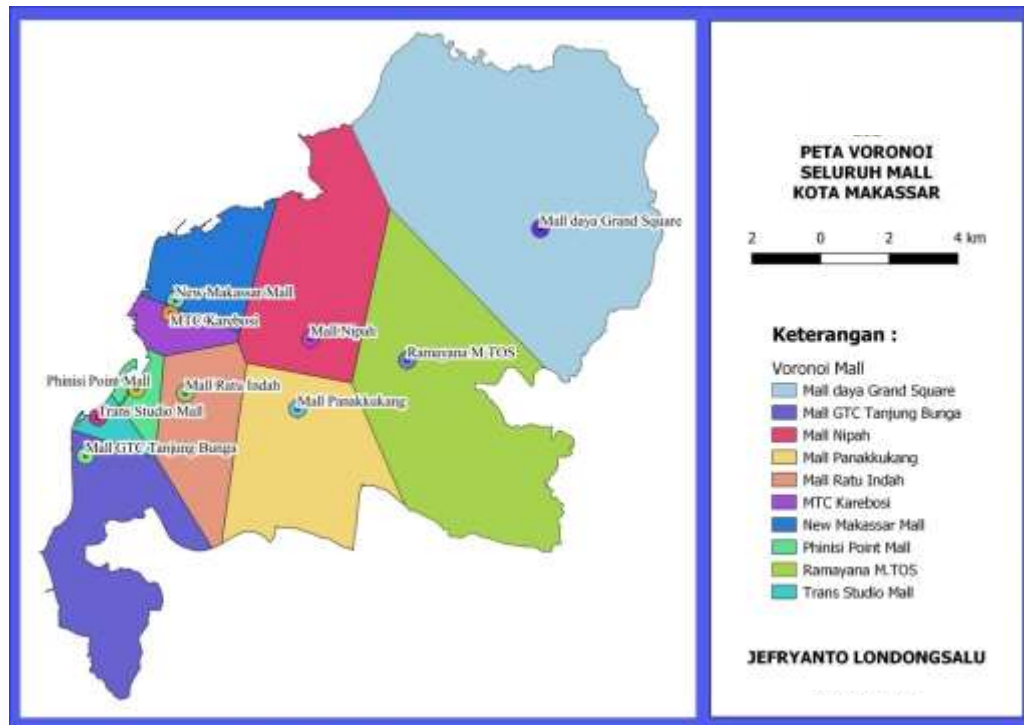 Mall daya Grand Square
New Makassar Mall
MTC Karebosi
Mall Nipah
Ramayana M.TOS
Phinisi Point Mall
Mall Ratu Indah
Mall Panakkukang
Trans Studio Mall
Mall GTC Tanjung Bunga
PETA VORONOI
SELURUH MALL
KOTA MAKASSAR
2 0 2 4 km
Keterangan :
Voronoi Mall
Mall daya Grand Square
Mall GTC Tanjung Bunga
Mall Nipah
Mall Panakkukang
Mall Ratu Indah
MTC Karebosi
New Makassar Mall
Phinisi Point Mall
Ramayana M.TOS
Trans Studio Mall
JEFRYANTO LONDONGSALU